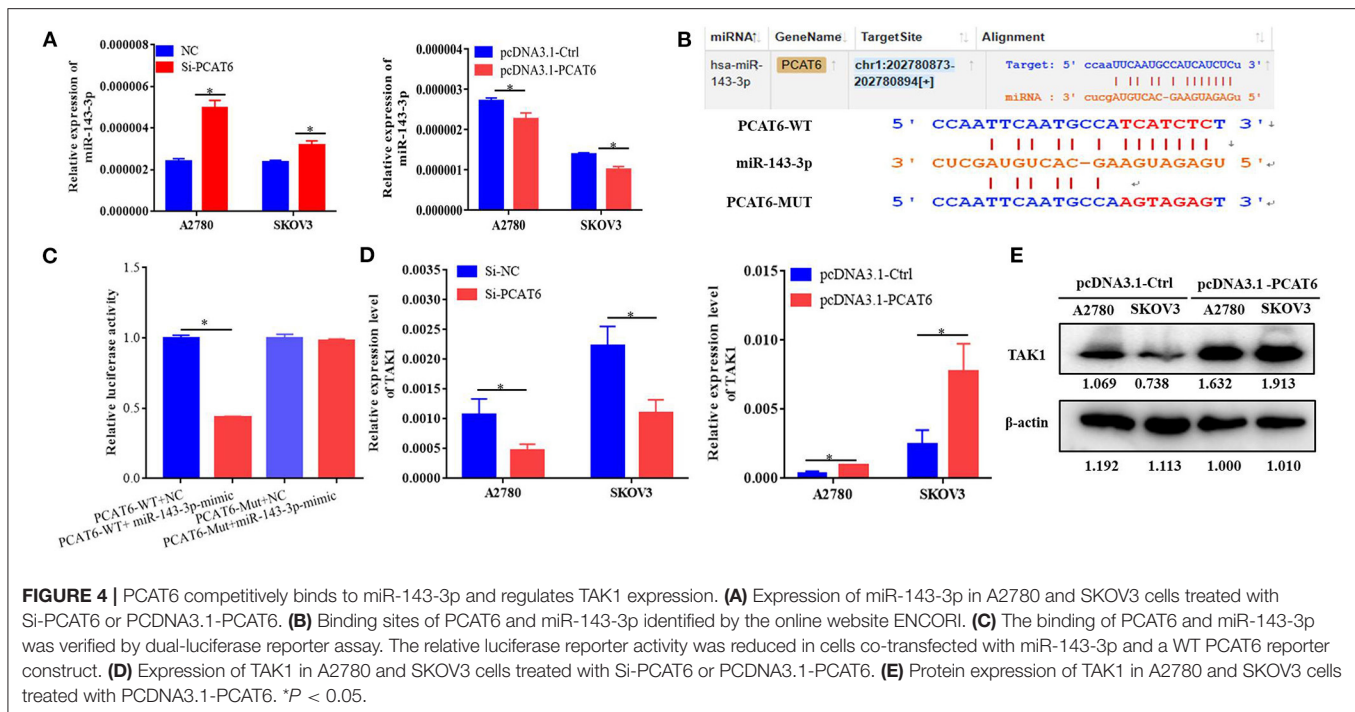 A
0.000008
0.000006
0.000004
0.000002
0.000000
Relative expression of
miR-143-3p
NC
Si-PCAT6
*
*
A2780
SKOV3
0.000004
0.000003
0.000002
0.000001
0.000000
Relative expression of
miR-143-3p
pcDNA3.1-Ctrl
pcDNA3.1-PCAT6
*
*
A2780
SKOV3
B
miRNA GeneName TargetSite Alignment
hsa-miR-143-3p PCAT6 chr1:202780873-202780894[+]
Target: 5' ccaaUUCAAUGCCAUCAUCUCu 3'
miRNA : 3' cucgAUGUCAC-GAAGUAGAGu 5'
PCAT6-WT 5' CCAATTCAATGCCATCATCTCT 3'
miR-143-3p 3' CUCGAUGUCAC-GAAGUAGAGU 5'
PCAT6-MUT 5' CCAATTCAATGCCAAGTAGAGT 3'
C
Relative luciferase activity
1.5
1.0
0.5
0.0
*
PCAT6-WT+NC
PCAT6-WT+ miR-143-3p-mimic
PCAT6-Mut+NC
PCAT6-Mut+miR-143-3p-mimic
D
0.0035
0.0030
0.0025
0.0020
0.0015
0.0010
0.0005
0.0000
Relative expression level
of TAK1
Si-NC
Si-PCAT6
*
*
A2780
SKOV3
0.015
0.010
0.005
0.000
Relative expression level
of TAK1
pcDNA3.1-Ctrl
pcDNA3.1-PCAT6
*
*
A2780
SKOV3
E
pcDNA3.1-Ctrl pcDNA3.1 -PCAT6
A2780 SKOV3 A2780 SKOV3
TAK1
1.069 0.738 1.632 1.913
β-actin
1.192 1.113 1.000 1.010
FIGURE 4 | PCAT6 competitively binds to miR-143-3p and regulates TAK1 expression. (A) Expression of miR-143-3p in A2780 and SKOV3 cells treated with
Si-PCAT6 or PCDNA3.1-PCAT6. (B) Binding sites of PCAT6 and miR-143-3p identified by the online website ENCORI. (C) The binding of PCAT6 and miR-143-3p
was verified by dual-luciferase reporter assay. The relative luciferase reporter activity was reduced in cells co-transfected with miR-143-3p and a WT PCAT6 reporter
construct. (D) Expression of TAK1 in A2780 and SKOV3 cells treated with Si-PCAT6 or PCDNA3.1-PCAT6. (E) Protein expression of TAK1 in A2780 and SKOV3 cells
treated with PCDNA3.1-PCAT6. *P < 0.05.